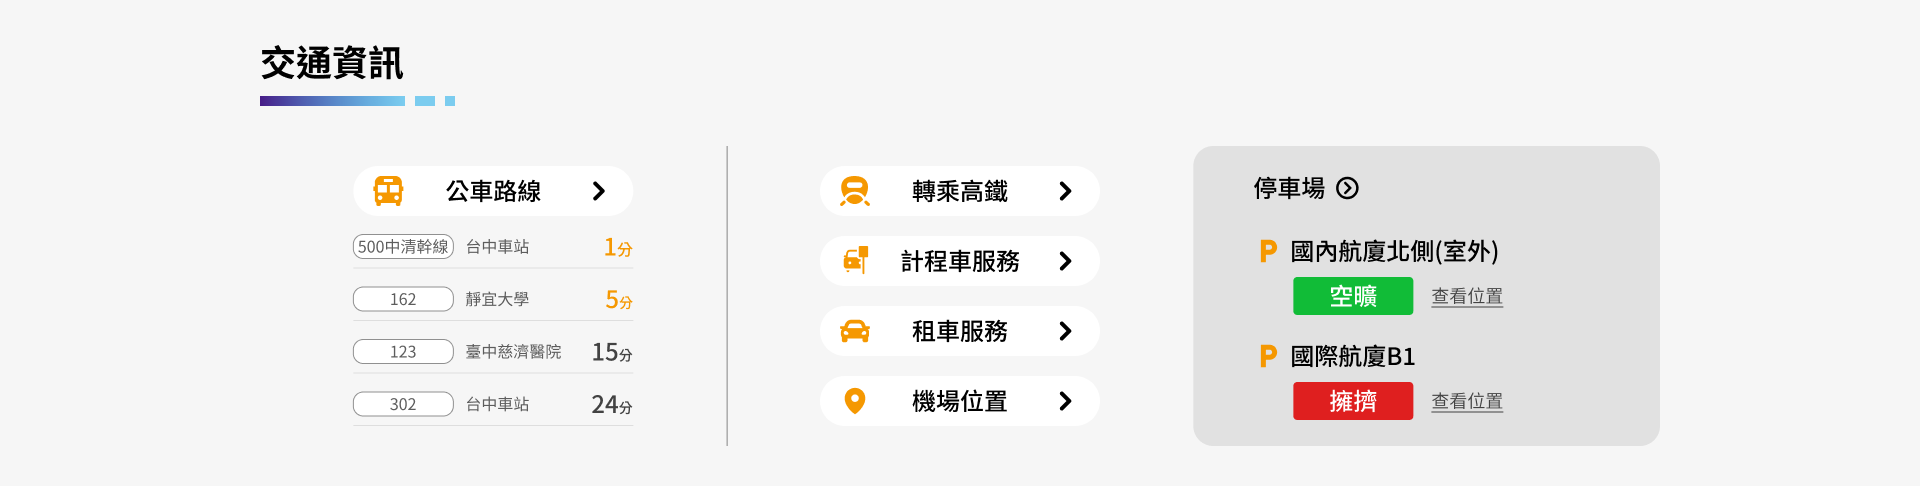 交通資訊
公車路線
500中清幹線 台中車站 1分
162 靜宜大學 5分
123 臺中慈濟醫院 15分
302 台中車站 24分
轉乘高鐵
計程車服務
租車服務
機場位置
停車場
P 國內航廈北側(室外)
空曠 查看位置
P 國際航廈B1
擁擠 查看位置